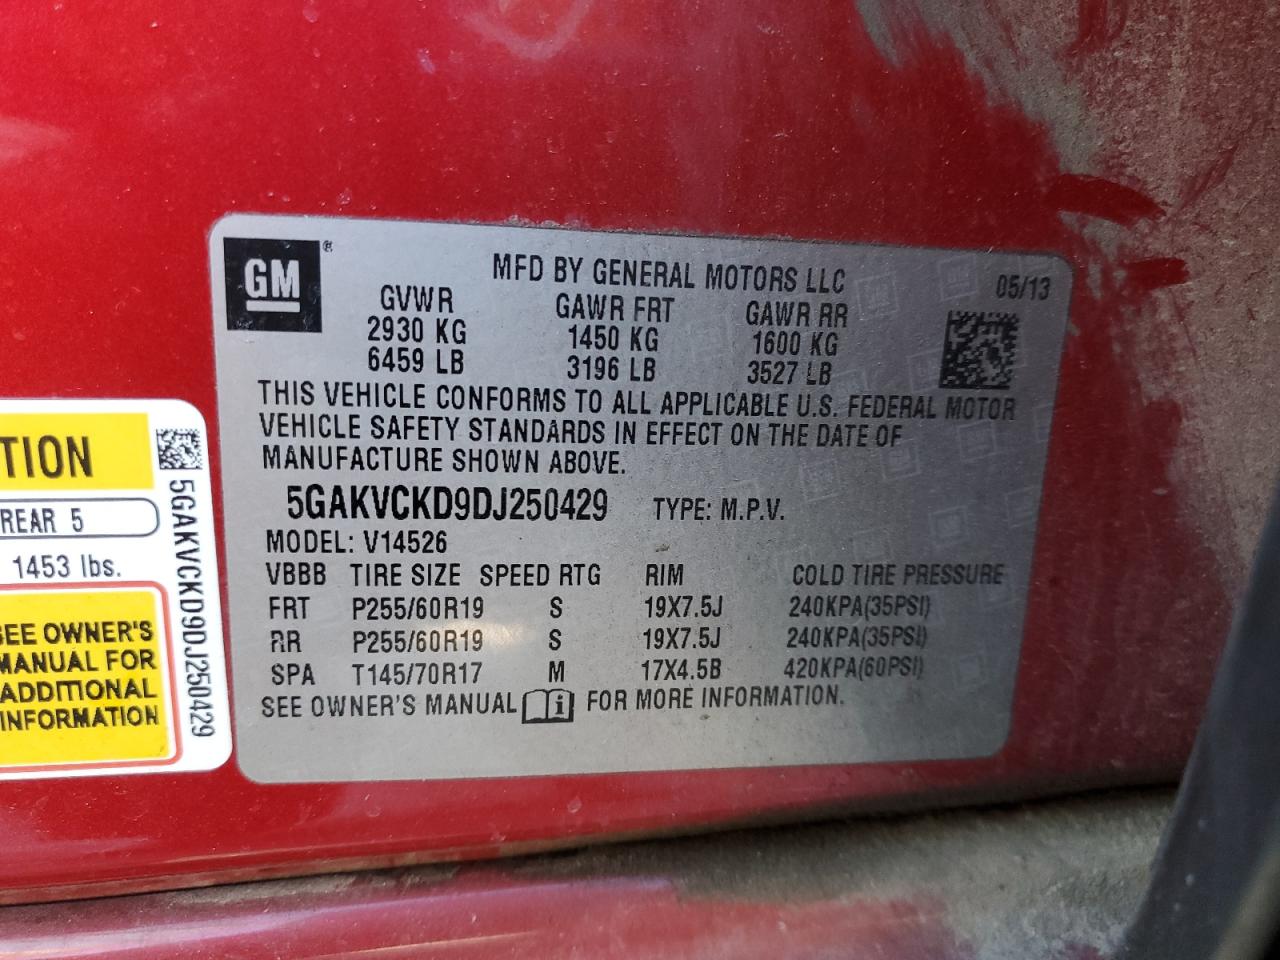 GM ®
MFD BY GENERAL MOTORS LLC 05/13
GVWR GAWR FRT GAWR RR
2930 KG 1450 KG 1600 KG
6459 LB 3196 LB 3527 LB
THIS VEHICLE CONFORMS TO ALL APPLICABLE U.S. FEDERAL MOTOR
VEHICLE SAFETY STANDARDS IN EFFECT ON THE DATE OF
MANUFACTURE SHOWN ABOVE.
5GAKVCKD9DJ250429 TYPE: M.P.V.
MODEL: V14526
VBBB TIRE SIZE SPEED RTG RIM COLD TIRE PRESSURE
FRT P255/60R19 S 19X7.5J 240KPA(35PSI)
RR P255/60R19 S 19X7.5J 240KPA(35PSI)
SPA T145/70R17 M 17X4.5B 420KPA(60PSI)
SEE OWNER'S MANUAL i FOR MORE INFORMATION.
TION
REAR 5
1453 lbs.
SEE OWNER'S
MANUAL FOR
ADDITIONAL
INFORMATION
5GAKVCKD9DJ250429